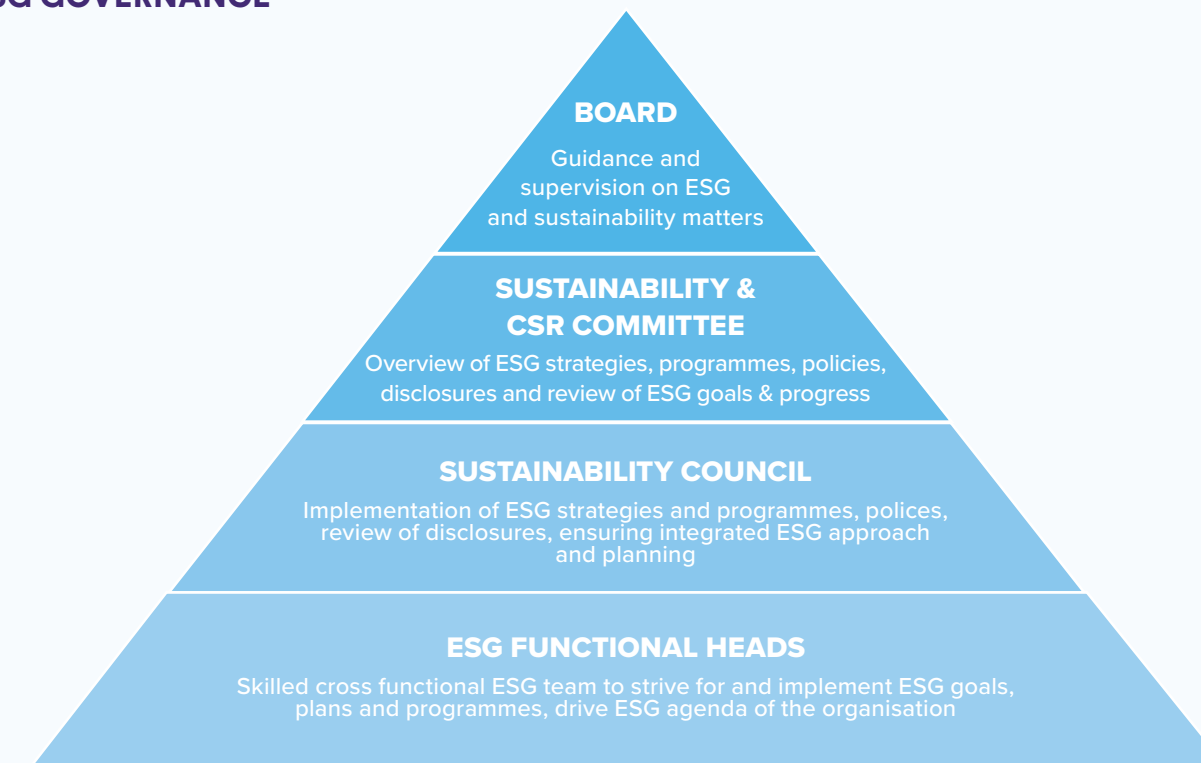 GOVERNANCE
BOARD
Guidance and
supervision on ESG
and sustainability matters
SUSTAINABILITY &
CSR COMMITTEE
Overview of ESG strategies, programmes, policies,
disclosures and review of ESG goals & progress
SUSTAINABILITY COUNCIL
Implementation of ESG strategies and programmes, polices,
review of disclosures, ensuring integrated ESG approach
and planning
ESG FUNCTIONAL HEADS
Skilled cross functional ESG team to strive for and implement ESG goals,
plans and programmes, drive ESG agenda of the organisation